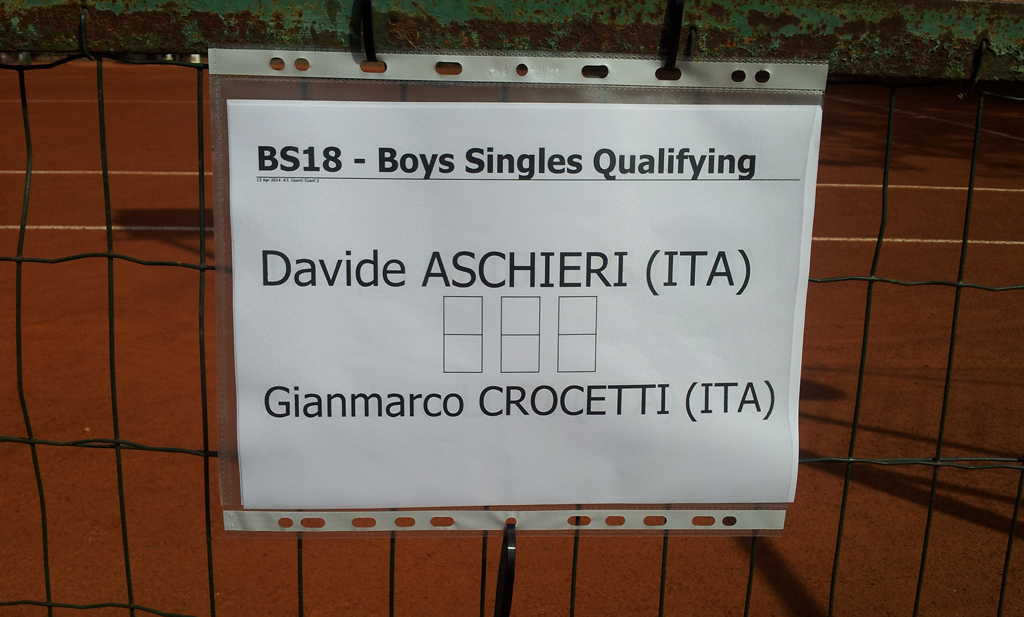 BS18 - Boys Singles Qualifying
Davide ASCHIERI (ITA)
Gianmarco CROCETTI (ITA)